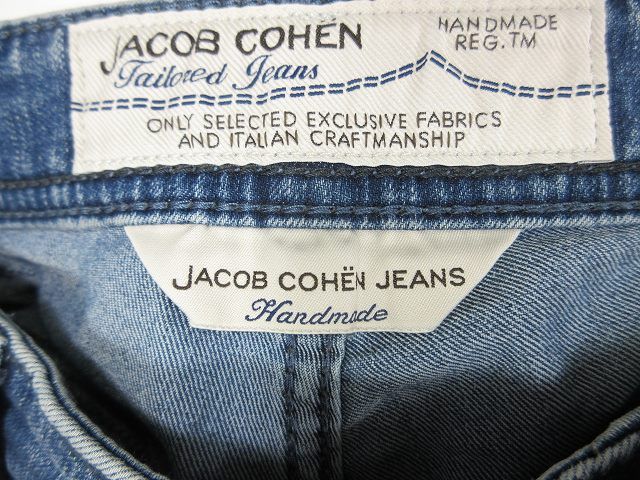 JACOB COHËN
HANDMADE
REG.TM
Tailored Jeans
ONLY SELECTED EXCLUSIVE FABRICS
AND ITALIAN CRAFTMANSHIP
JACOB COHËN JEANS
Handmade